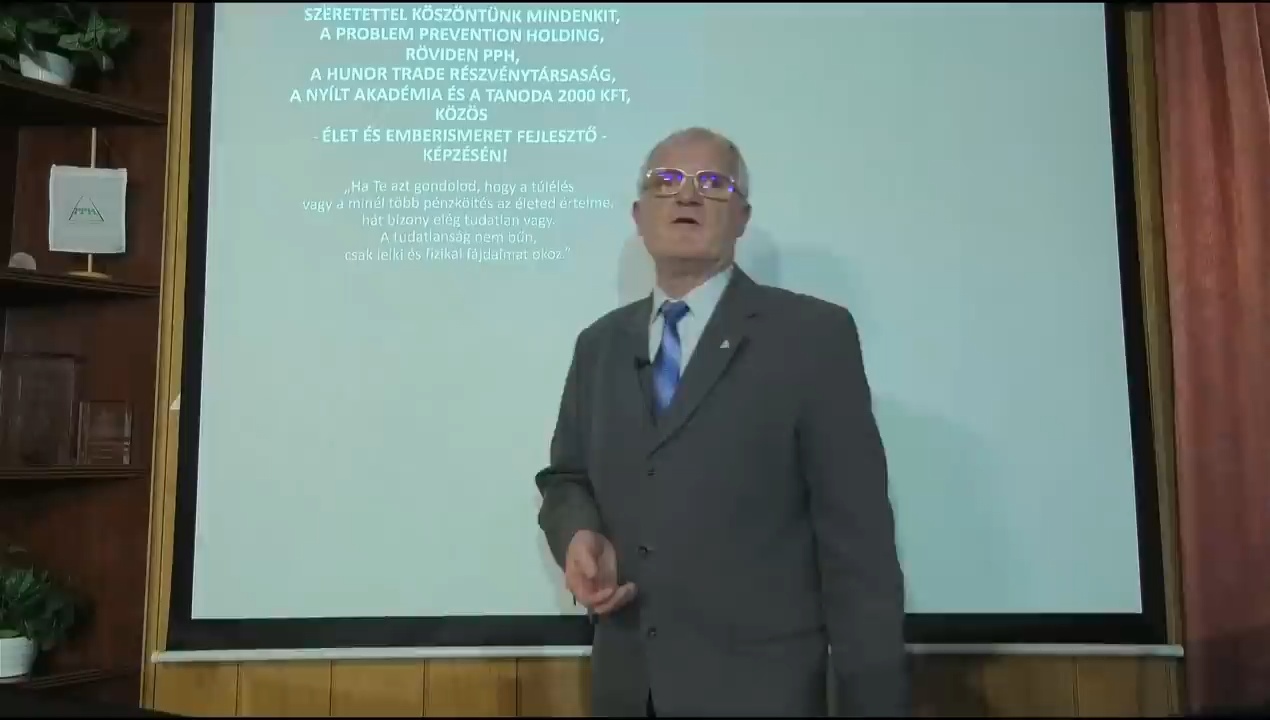 SZERETETTEL KÖSZÖNTÜNK MINDENKIT,
A PROBLEM PREVENTION HOLDING,
RÖVIDEN PPH,
A HUNOR TRADE RÉSZVÉNYTÁRSASÁG,
A NYÍLT AKADÉMIA ÉS A TANODA 2000 KFT,
KÖZÖS
- ÉLET ÉS EMBERISMERET FEJLESZTŐ -
KÉPZÉSÉN!
„Ha Te azt gondolod, hogy a túlélés
vagy a minél több pénzköltés az életed értelme,
hát bizony elég tudatlan vagy.
A tudatlanság nem bűn,
csak lelki és fizikai fájdalmat okoz."
PPH